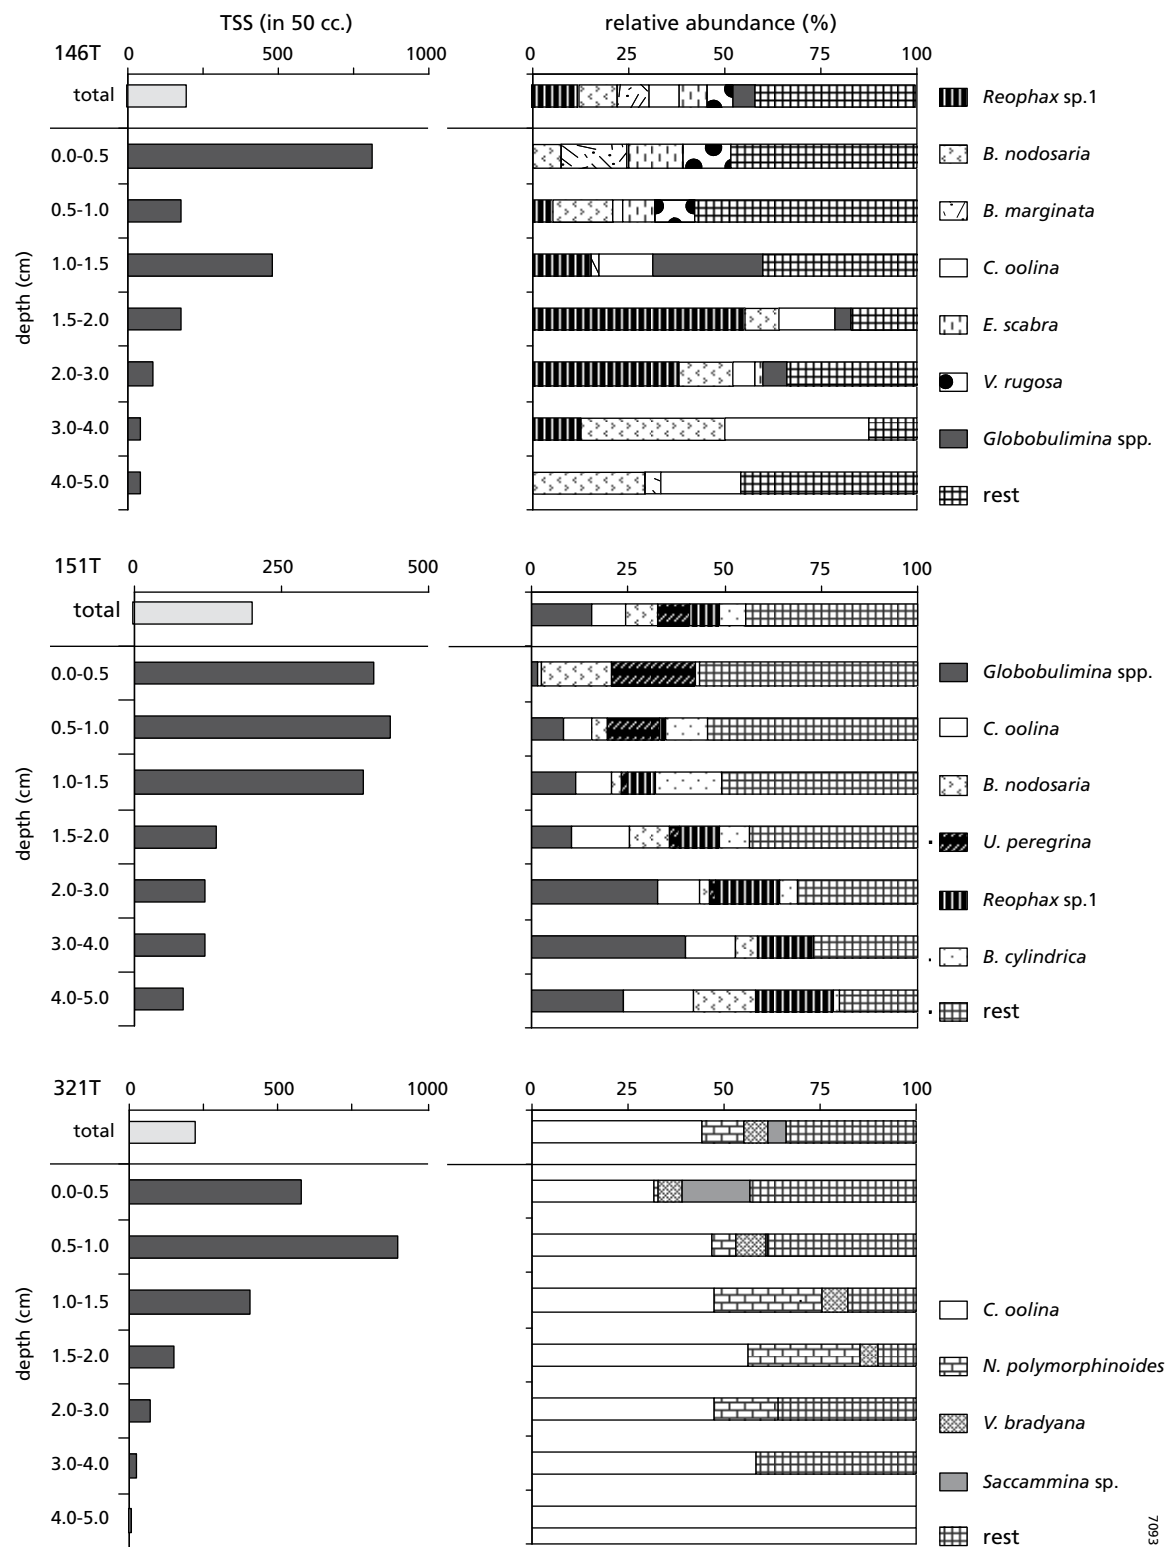 TSS (in 50 cc.) relative abundance (%)
146T 0 500 1000 0 25 50 75 100
total Reophax sp.1
0.0-0.5 B. nodosaria
0.5-1.0 B. marginata
1.0-1.5 C. oolina
1.5-2.0 E. scabra
2.0-3.0 V. rugosa
3.0-4.0 Globobulimina spp.
4.0-5.0 rest
depth (cm)
151T 0 250 500 0 25 50 75 100
total
0.0-0.5 Globobulimina spp.
0.5-1.0 C. oolina
1.0-1.5 B. nodosaria
1.5-2.0 U. peregrina
2.0-3.0 Reophax sp.1
3.0-4.0 B. cylindrica
4.0-5.0 rest
depth (cm)
321T 0 500 1000 0 25 50 75 100
total
0.0-0.5
0.5-1.0
1.0-1.5 C. oolina
1.5-2.0 N. polymorphinoides
2.0-3.0 V. bradyana
3.0-4.0 Saccammina sp.
4.0-5.0 rest
depth (cm)
7093